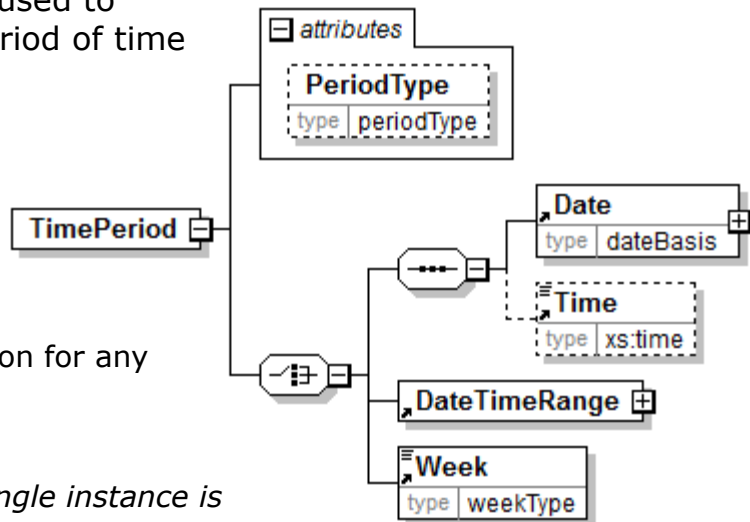 used to
riod of time
attributes
PeriodType
type periodType
TimePeriod
Date
type dateBasis
Time
type xs:time
on for any
DateTimeRange
Week
type weekType
ngle instance is